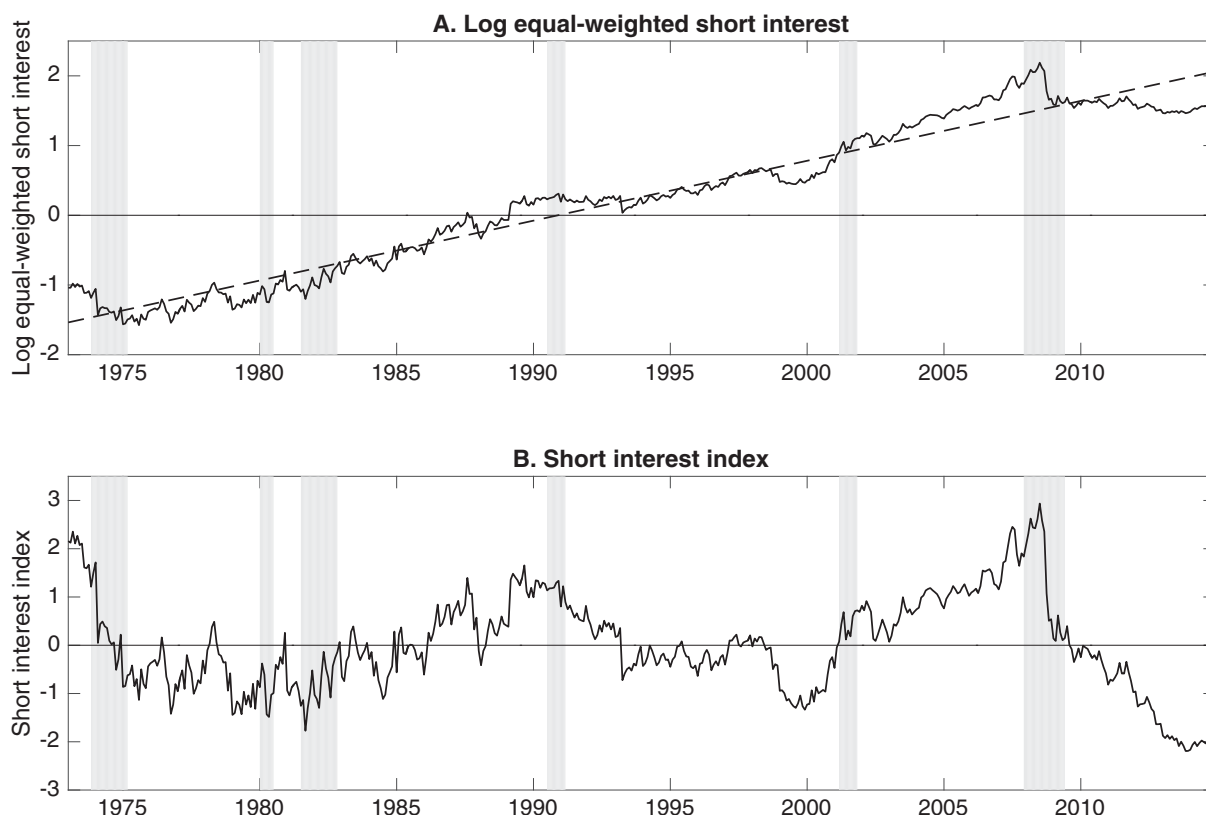 A. Log equal-weighted short interest
Log equal-weighted short interest
2
1
0
-1
-2
1975 1980 1985 1990 1995 2000 2005 2010
B. Short interest index
Short interest index
3
2
1
0
-1
-2
-3
1975 1980 1985 1990 1995 2000 2005 2010